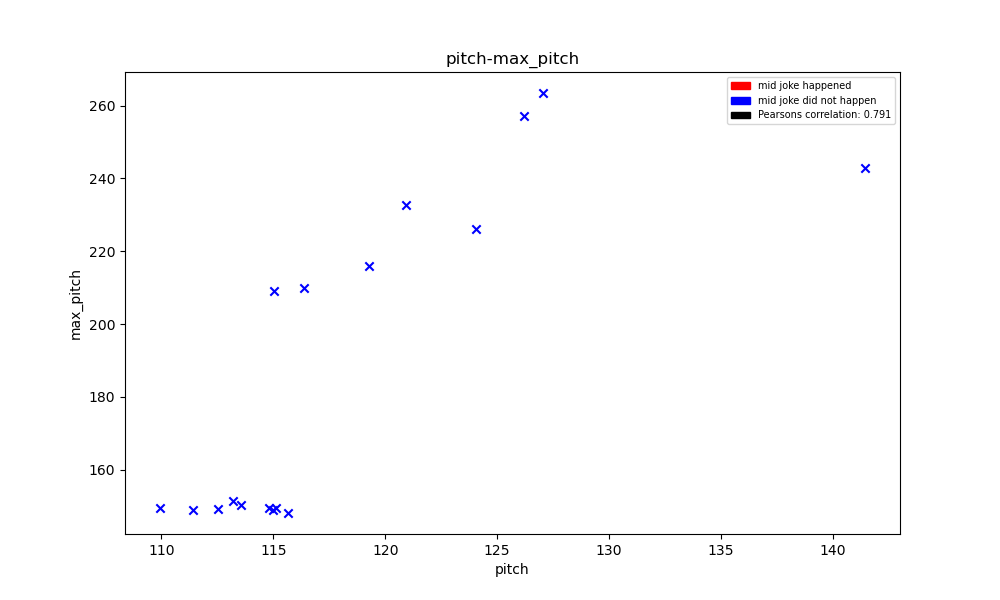 pitch-max_pitch
mid joke happened
mid joke did not happen
Pearsons correlation: 0.791
260
240
220
200
180
160
max_pitch
110 115 120 125 130 135 140
pitch